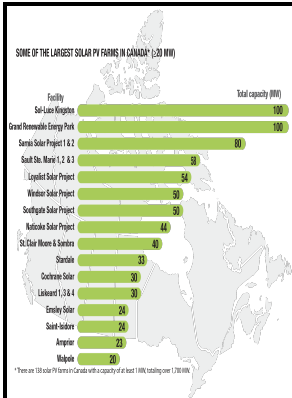 SOME OF THE LARGEST SOLAR PV FARMS IN CANADA* (≥20 MW)
Facility Total capacity (MW)
Sol-Luce Kingston 100
Grand Renewable Energy Park 100
Sarnia Solar Project 1 & 2 80
Sault Ste. Marie 1, 2 & 3 58
Loyalist Solar Project 54
Windsor Solar Project 50
Southgate Solar Project 50
Naticoke Solar Project 44
St. Clair Moore & Sombra 40
Stardale 33
Cochrane Solar 30
Liskeard 1, 3 & 4 30
Emsley Solar 24
Saint-Isidore 24
Arnprior 23
Walpole 20
* There are 138 solar PV farms in Canada with a capacity of at least 1 MW, totaling over 1,700 MW.